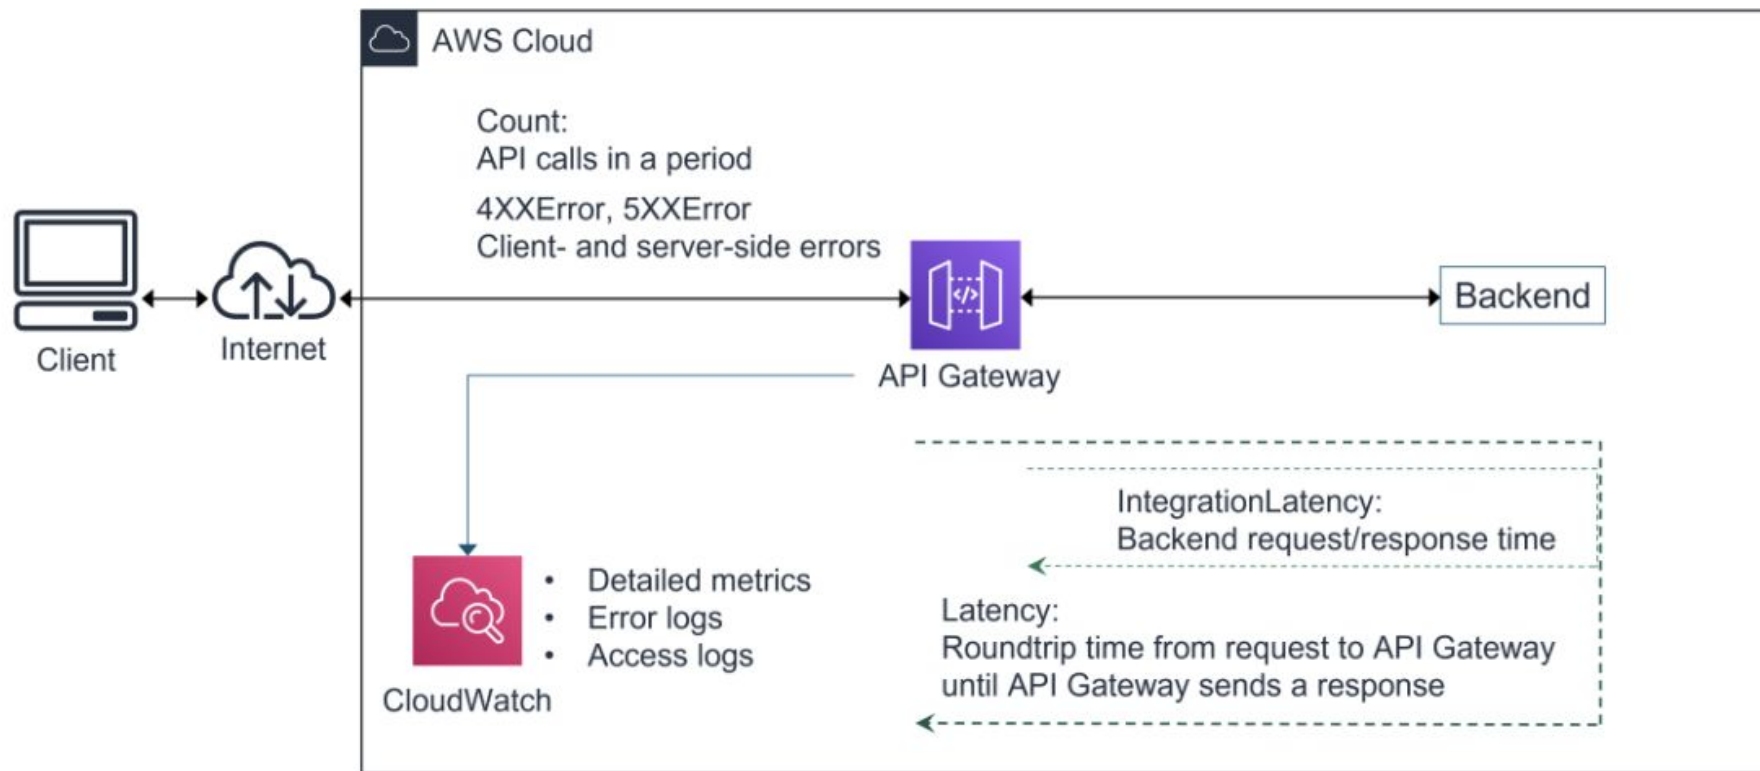 AWS Cloud
Count:
API calls in a period
4XXError, 5XXError
Client- and server-side errors
Client
Internet
</>
API Gateway
Backend
IntegrationLatency:
Backend request/response time
Latency:
Roundtrip time from request to API Gateway
until API Gateway sends a response
• Detailed metrics
• Error logs
• Access logs
CloudWatch